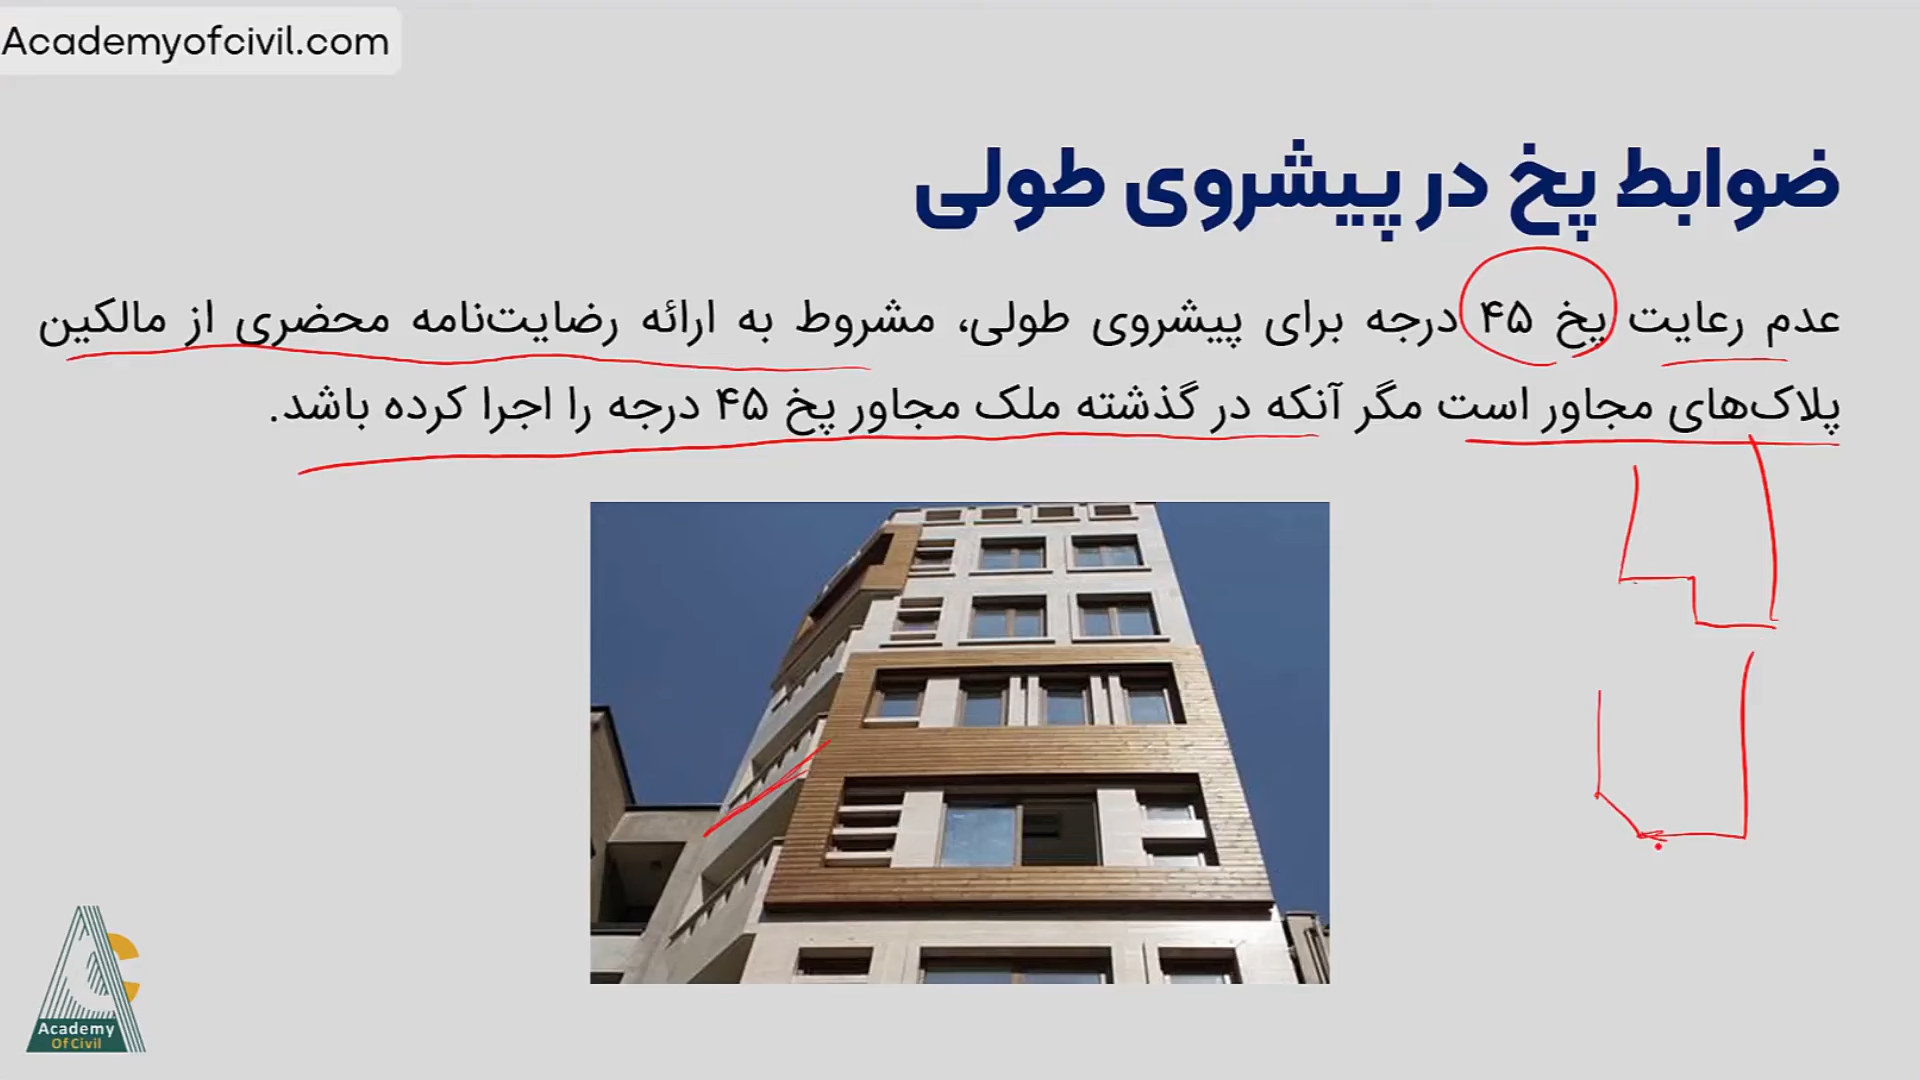 Academyofcivil.com
ضوابط پخ در پیشروی طولی
عدم رعایت پخ ۴۵ درجه برای پیشروی طولی، مشروط به ارائه رضایت‌نامه محضری از مالکین
پلاک‌های مجاور است مگر آنکه در گذشته ملک مجاور پخ ۴۵ درجه را اجرا کرده باشد.
Academy
Of Civil